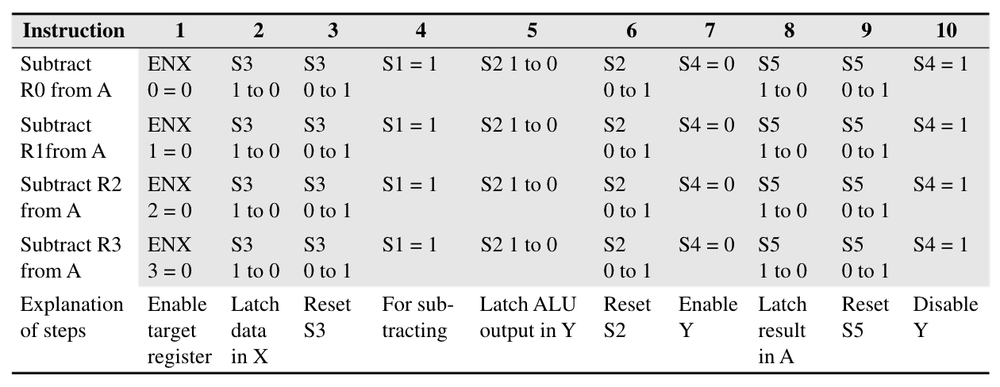 Instruction 1 2 3 4 5 6 7 8 9 10
Subtract ENX S3 S3 S1 = 1 S2 1 to 0 S2 S4 = 0 S5 S5 S4 = 1
R0 from A 0 = 0 1 to 0 0 to 1 0 to 1 1 to 0 0 to 1
Subtract ENX S3 S3 S1 = 1 S2 1 to 0 S2 S4 = 0 S5 S5 S4 = 1
R1from A 1 = 0 1 to 0 0 to 1 0 to 1 1 to 0 0 to 1
Subtract R2 ENX S3 S3 S1 = 1 S2 1 to 0 S2 S4 = 0 S5 S5 S4 = 1
from A 2 = 0 1 to 0 0 to 1 0 to 1 1 to 0 0 to 1
Subtract R3 ENX S3 S3 S1 = 1 S2 1 to 0 S2 S4 = 0 S5 S5 S4 = 1
from A 3 = 0 1 to 0 0 to 1 0 to 1 1 to 0 0 to 1
Explanation Enable Latch Reset For sub- Latch ALU Reset Enable Latch Reset Disable
of steps target data S3 tracting output in Y S2 Y result S5 Y
register in X in A